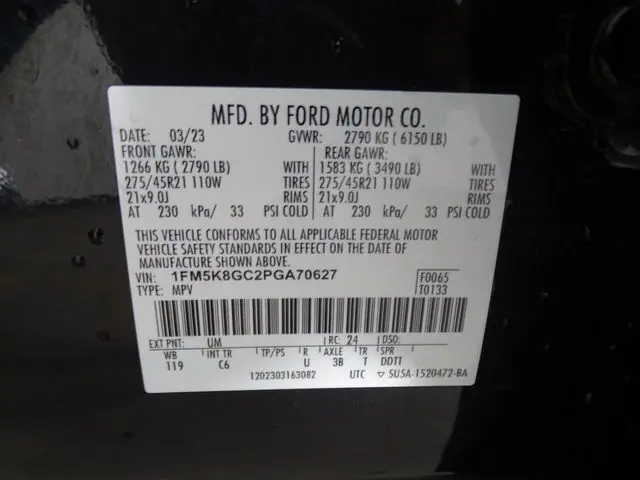 MFD. BY FORD MOTOR CO.
DATE: 03/23 GVWR: 2790 KG ( 6150 LB)
FRONT GAWR: REAR GAWR:
1266 KG ( 2790 LB) WITH 1583 KG ( 3490 LB) WITH
275/45R21 110W TIRES 275/45R21 110W TIRES
21x9.0J RIMS 21x9.0J RIMS
AT 230 kPa/ 33 PSI COLD AT 230 kPa/ 33 PSI COLD
THIS VEHICLE CONFORMS TO ALL APPLICABLE FEDERAL MOTOR
VEHICLE SAFETY STANDARDS IN EFFECT ON THE DATE OF
MANUFACTURE SHOWN ABOVE.
VIN: 1FM5K8GC2PGA70627 F0065
TYPE: MPV T0133
EXT PNT: UM RC: 24 DSO:
WB INT TR TP/PS R AXLE TR SPR
119 C6 U 3B T DDTT
1202303163082 UTC ▽ 5U5A-1520472-BA